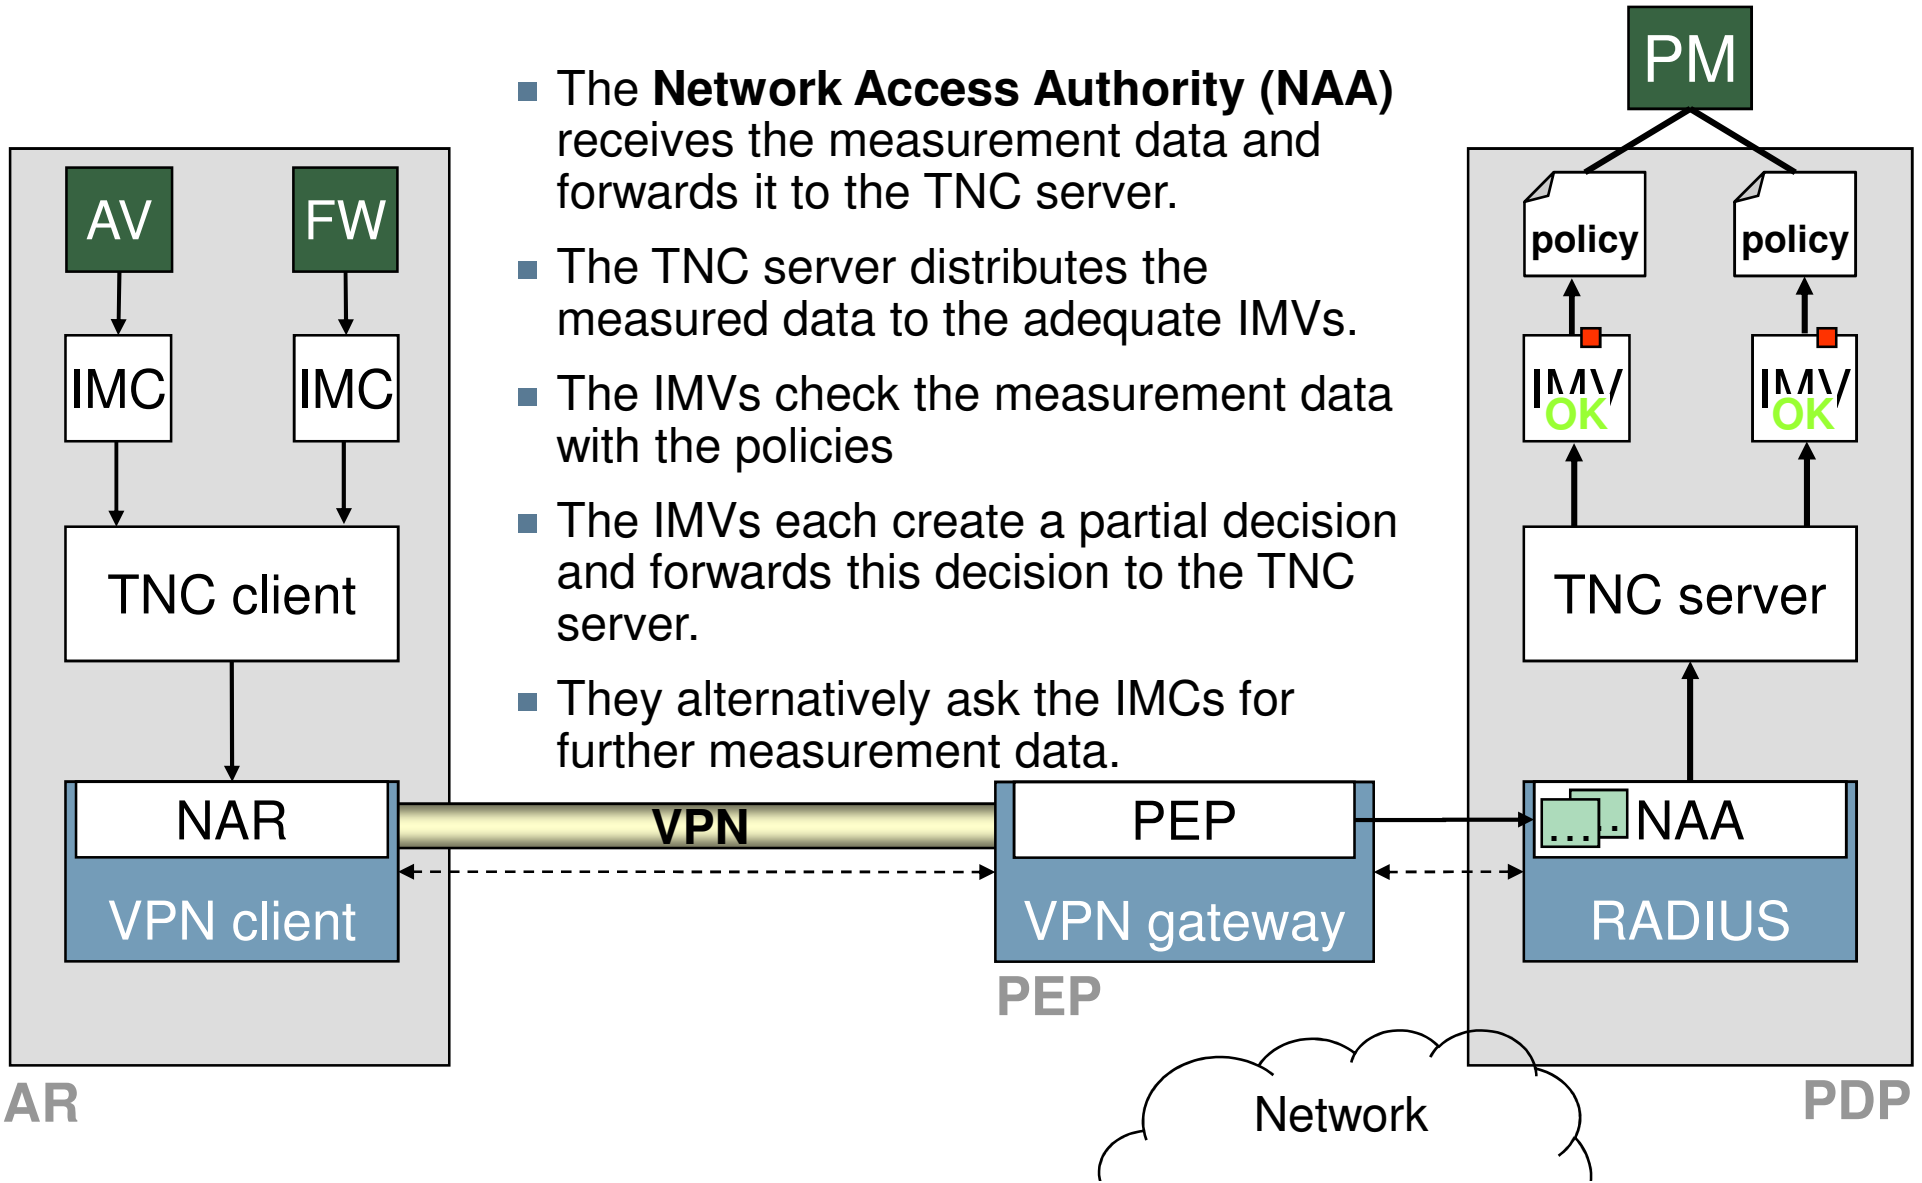 PM
The Network Access Authority (NAA)
receives the measurement data and
forwards it to the TNC server.
The TNC server distributes the
measured data to the adequate IMVs.
The IMVs check the measurement data
with the policies
The IMVs each create a partial decision
and forwards this decision to the TNC
server.
They alternatively ask the IMCs for
further measurement data.
AV
FW
IMC
IMC
TNC client
NAR
VPN client
AR
VPN
PEP
VPN gateway
PEP
policy
policy
IMV
OK
IMV
OK
TNC server
... ... NAA
RADIUS
PDP
Network